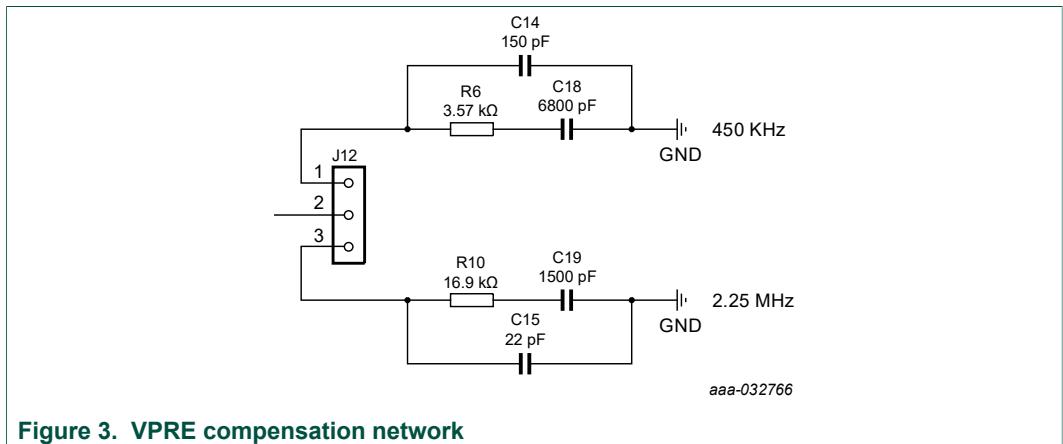 C14
150 pF
R6
3.57 kΩ
C18
6800 pF
450 KHz
GND
J12
1
2
3
R10
16.9 kΩ
C19
1500 pF
2.25 MHz
GND
C15
22 pF
aaa-032766
Figure 3. VPRE compensation network